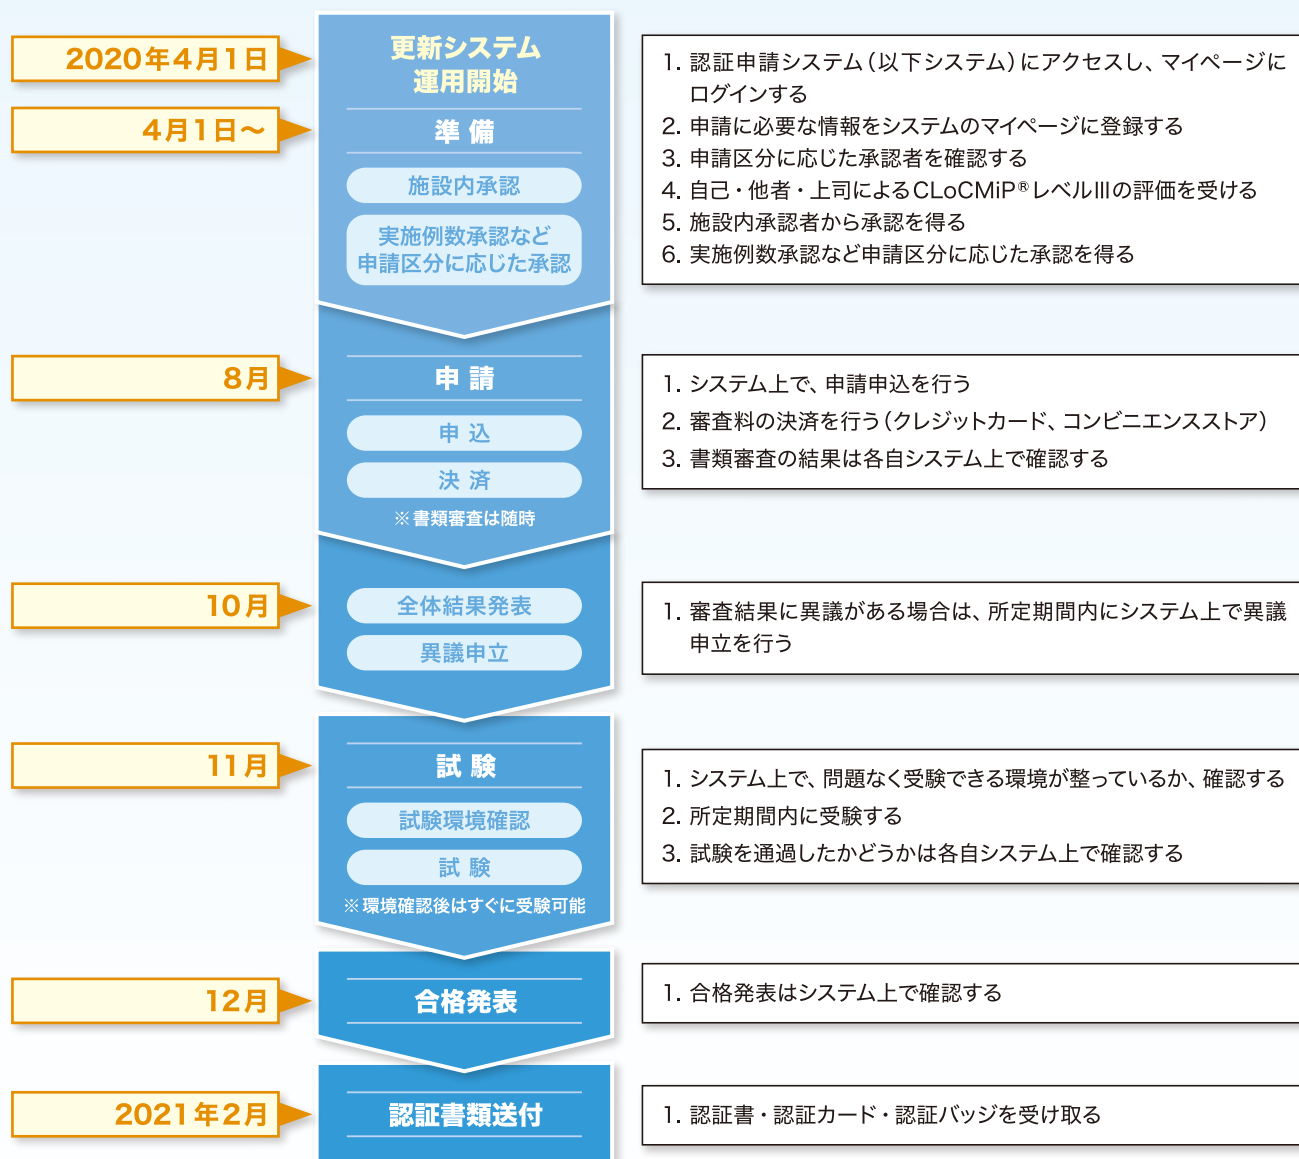 2020年4月1日
更新システム
運用開始
4月1日～
準備
施設内承認
実施例数承認など
申請区分に応じた承認
1. 認証申請システム(以下システム)にアクセスし、マイページに
ログインする
2. 申請に必要な情報をシステムのマイページに登録する
3. 申請区分に応じた承認者を確認する
4. 自己・他者・上司によるCLoCMiP®レベルⅢの評価を受ける
5. 施設内承認者から承認を得る
6. 実施例数承認など申請区分に応じた承認を得る
8月
申請
申込
決済
※書類審査は随時
1. システム上で、申請申込を行う
2. 審査料の決済を行う(クレジットカード、コンビニエンスストア)
3. 書類審査の結果は各自システム上で確認する
10月
全体結果発表
異議申立
1. 審査結果に異議がある場合は、所定期間内にシステム上で異議
申立を行う
11月
試験
試験環境確認
試験
※環境確認後はすぐに受験可能
1. システム上で、問題なく受験できる環境が整っているか、確認する
2. 所定期間内に受験する
3. 試験を通過したかどうかは各自システム上で確認する
12月
合格発表
1. 合格発表はシステム上で確認する
2021年2月
認証書類送付
1. 認証書・認証カード・認証バッジを受け取る